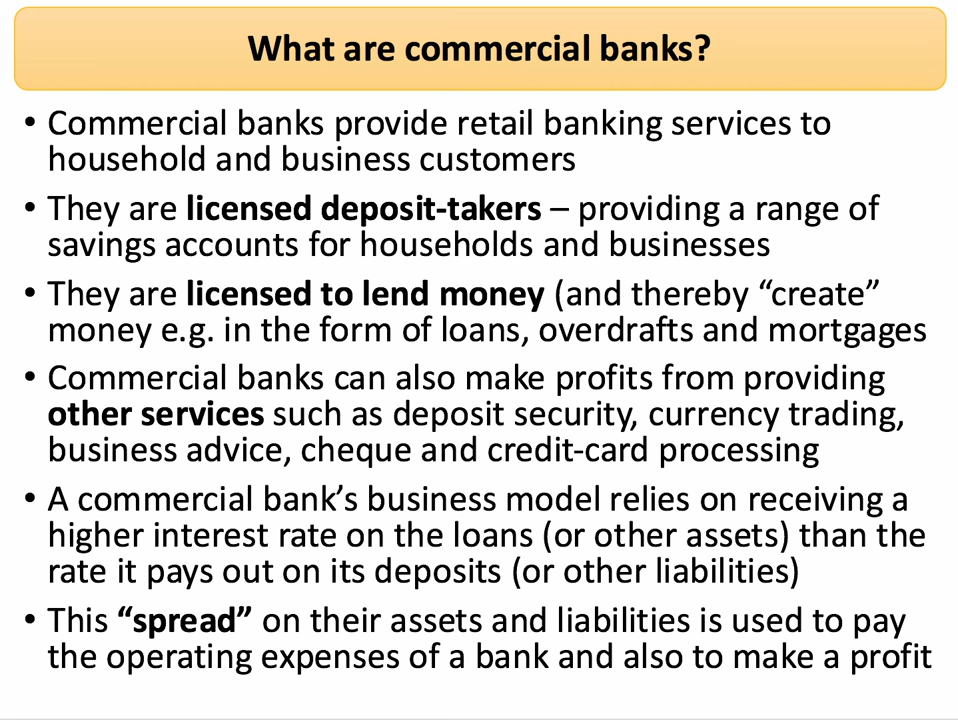 What are commercial banks?
• Commercial banks provide retail banking services to
household and business customers
• They are licensed deposit-takers – providing a range of
savings accounts for households and businesses
• They are licensed to lend money (and thereby “create”
money e.g. in the form of loans, overdrafts and mortgages
• Commercial banks can also make profits from providing
other services such as deposit security, currency trading,
business advice, cheque and credit-card processing
• A commercial bank’s business model relies on receiving a
higher interest rate on the loans (or other assets) than the
rate it pays out on its deposits (or other liabilities)
• This “spread” on their assets and liabilities is used to pay
the operating expenses of a bank and also to make a profit